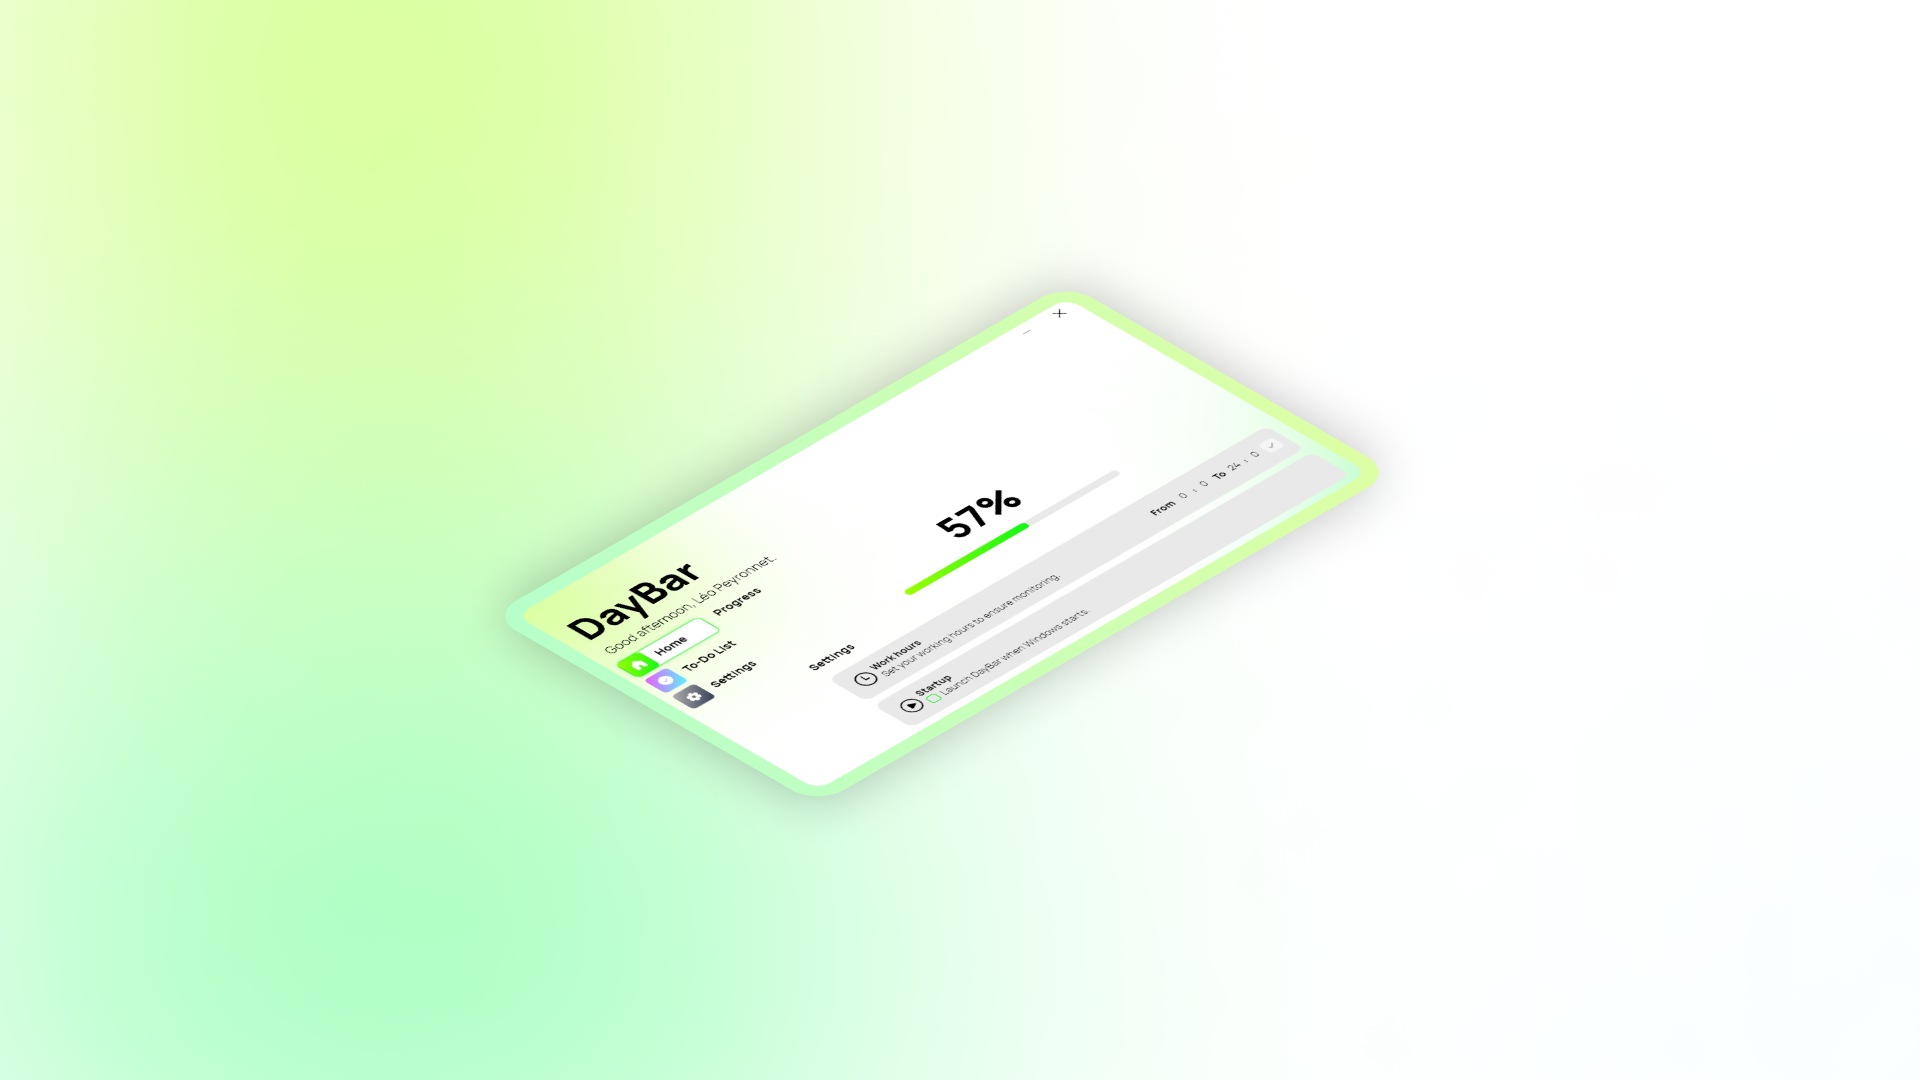 DayBar
Good afternoon, Léo Peyronnet.
Home
To-Do List
Settings
Progress
57%
Settings
Work hours
Set your working hours to ensure monitoring.
From 0 : 0 To 24 : 0
Startup
Launch DayBar when Windows starts.